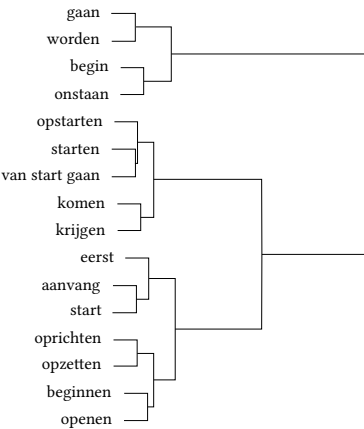 gaan
worden
begin
onstaan
opstarten
starten
van start gaan
komen
krijgen
eerst
aanvang
start
oprichten
opzetten
beginnen
openen